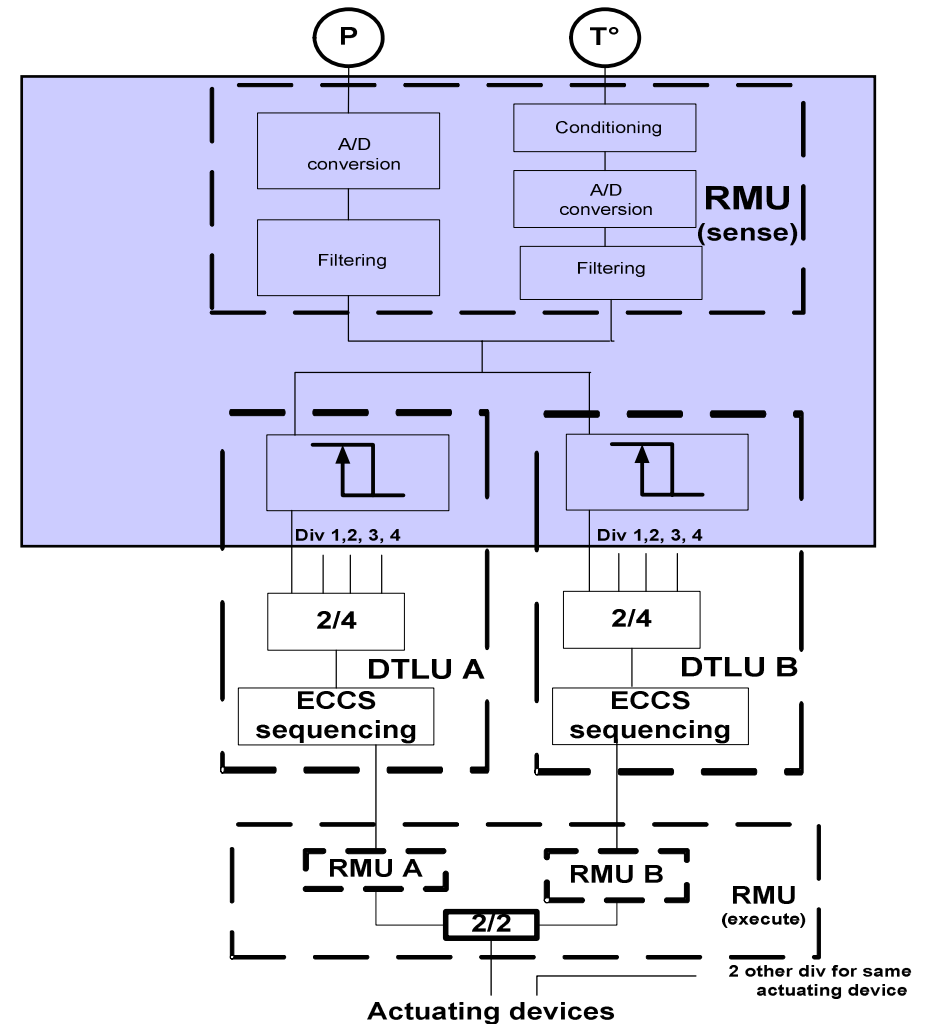 P
T°
A/D
conversion
Filtering
Conditioning
A/D
conversion
Filtering
RMU
(sense)
Div 1,2, 3, 4
Div 1,2, 3, 4
2/4
2/4
DTLU A
DTLU B
ECCS
sequencing
ECCS
sequencing
RMU A
RMU B
2/2
RMU
(execute)
2 other div for same
actuating device
Actuating devices